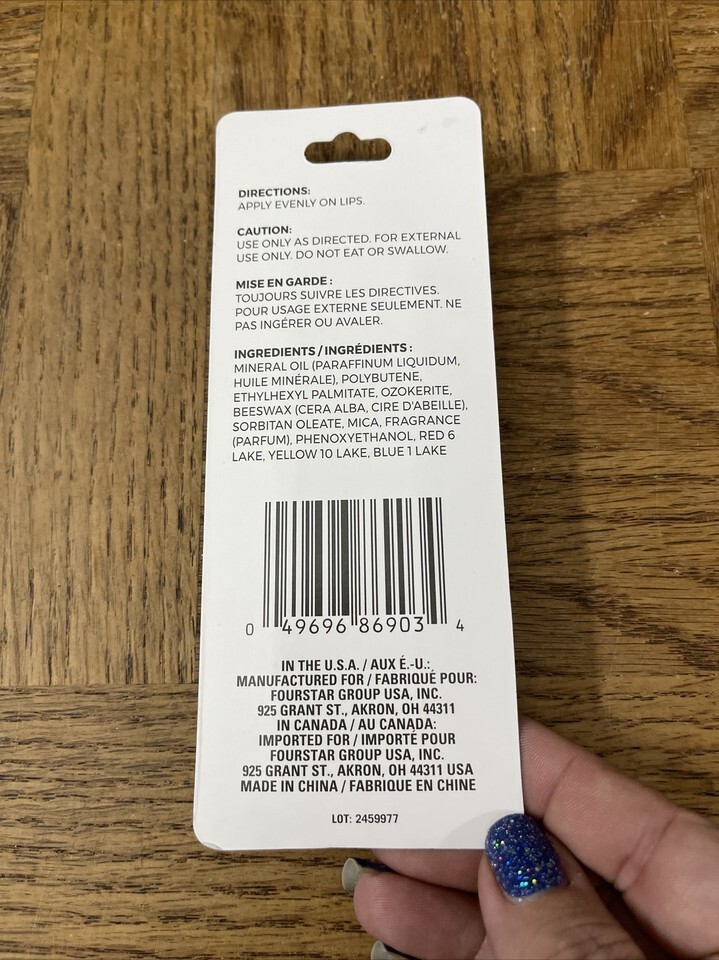 DIRECTIONS:
APPLY EVENLY ON LIPS.
CAUTION:
USE ONLY AS DIRECTED. FOR EXTERNAL
USE ONLY. DO NOT EAT OR SWALLOW.
MISE EN GARDE :
TOUJOURS SUIVRE LES DIRECTIVES.
POUR USAGE EXTERNE SEULEMENT. NE
PAS INGÉRER OU AVALER.
INGREDIENTS / INGRÉDIENTS :
MINERAL OIL (PARAFFINUM LIQUIDUM,
HUILE MINÉRALE), POLYBUTENE,
ETHYLHEXYL PALMITATE, OZOKERITE,
BEESWAX (CERA ALBA, CIRE D'ABEILLE),
SORBITAN OLEATE, MICA, FRAGRANCE
(PARFUM), PHENOXYETHANOL, RED 6
LAKE, YELLOW 10 LAKE, BLUE 1 LAKE
0 49696 86903 4
IN THE U.S.A. / AUX É.-U.:
MANUFACTURED FOR / FABRIQUÉ POUR:
FOURSTAR GROUP USA, INC.
925 GRANT ST., AKRON, OH 44311
IN CANADA / AU CANADA:
IMPORTED FOR / IMPORTÉ POUR
FOURSTAR GROUP USA, INC.
925 GRANT ST., AKRON, OH 44311 USA
MADE IN CHINA / FABRIQUE EN CHINE
LOT: 2459977